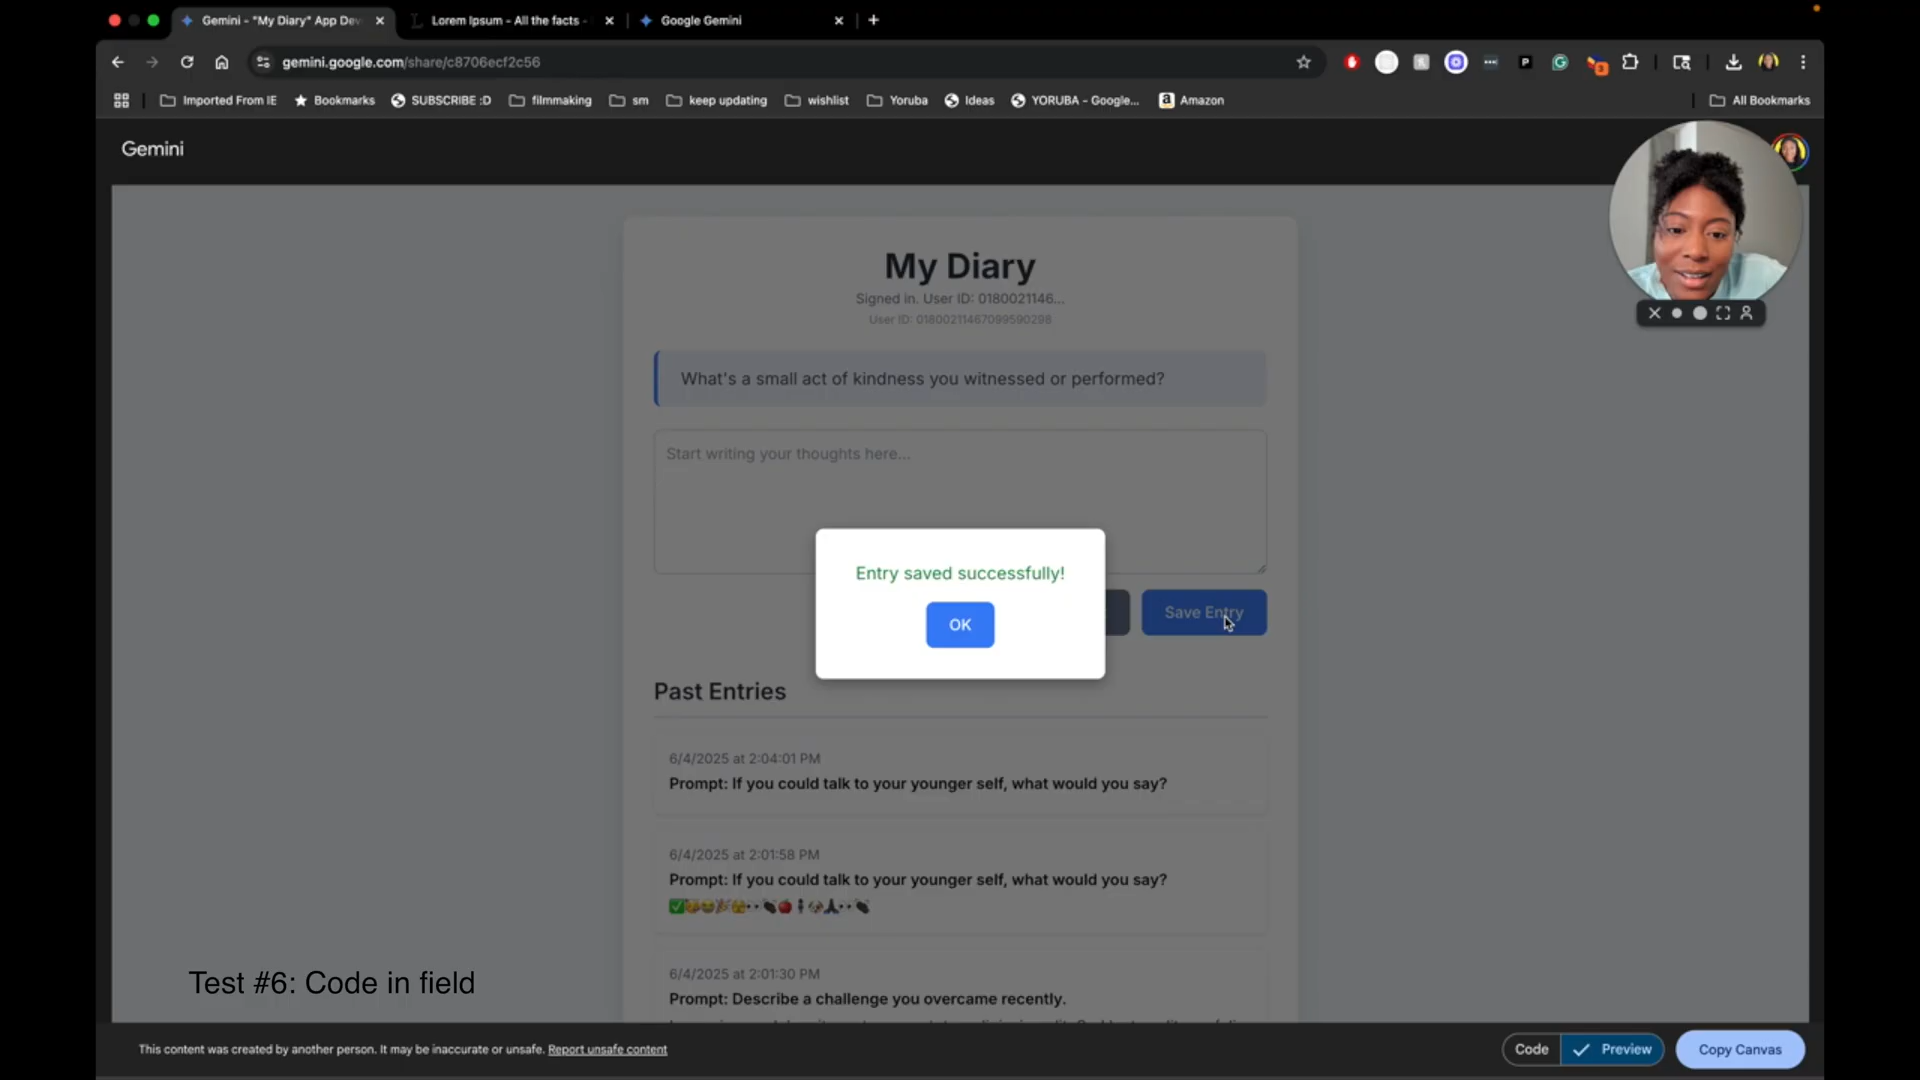 Gemini - "My Diary" App Dev
Lorem Ipsum - All the facts -
Google Gemini
gemini.google.com/share/c8706ecf2c56
Imported From IE
Bookmarks
SUBSCRIBE :D
filmmaking
sm
keep updating
wishlist
Yoruba
Ideas
YORUBA - Google...
Amazon
All Bookmarks
Gemini
My Diary
Signed in. User ID: 0180021146...
User ID: 01800211467099590298
What's a small act of kindness you witnessed or performed?
Start writing your thoughts here...
Entry saved successfully!
OK
Save Entry
Past Entries
6/4/2025 at 2:04:01 PM
Prompt: If you could talk to your younger self, what would you say?
6/4/2025 at 2:01:58 PM
Prompt: If you could talk to your younger self, what would you say?
6/4/2025 at 2:01:30 PM
Prompt: Describe a challenge you overcame recently.
Test #6: Code in field
This content was created by another person. It may be inaccurate or unsafe. Report unsafe content
Code
Preview
Copy Canvas